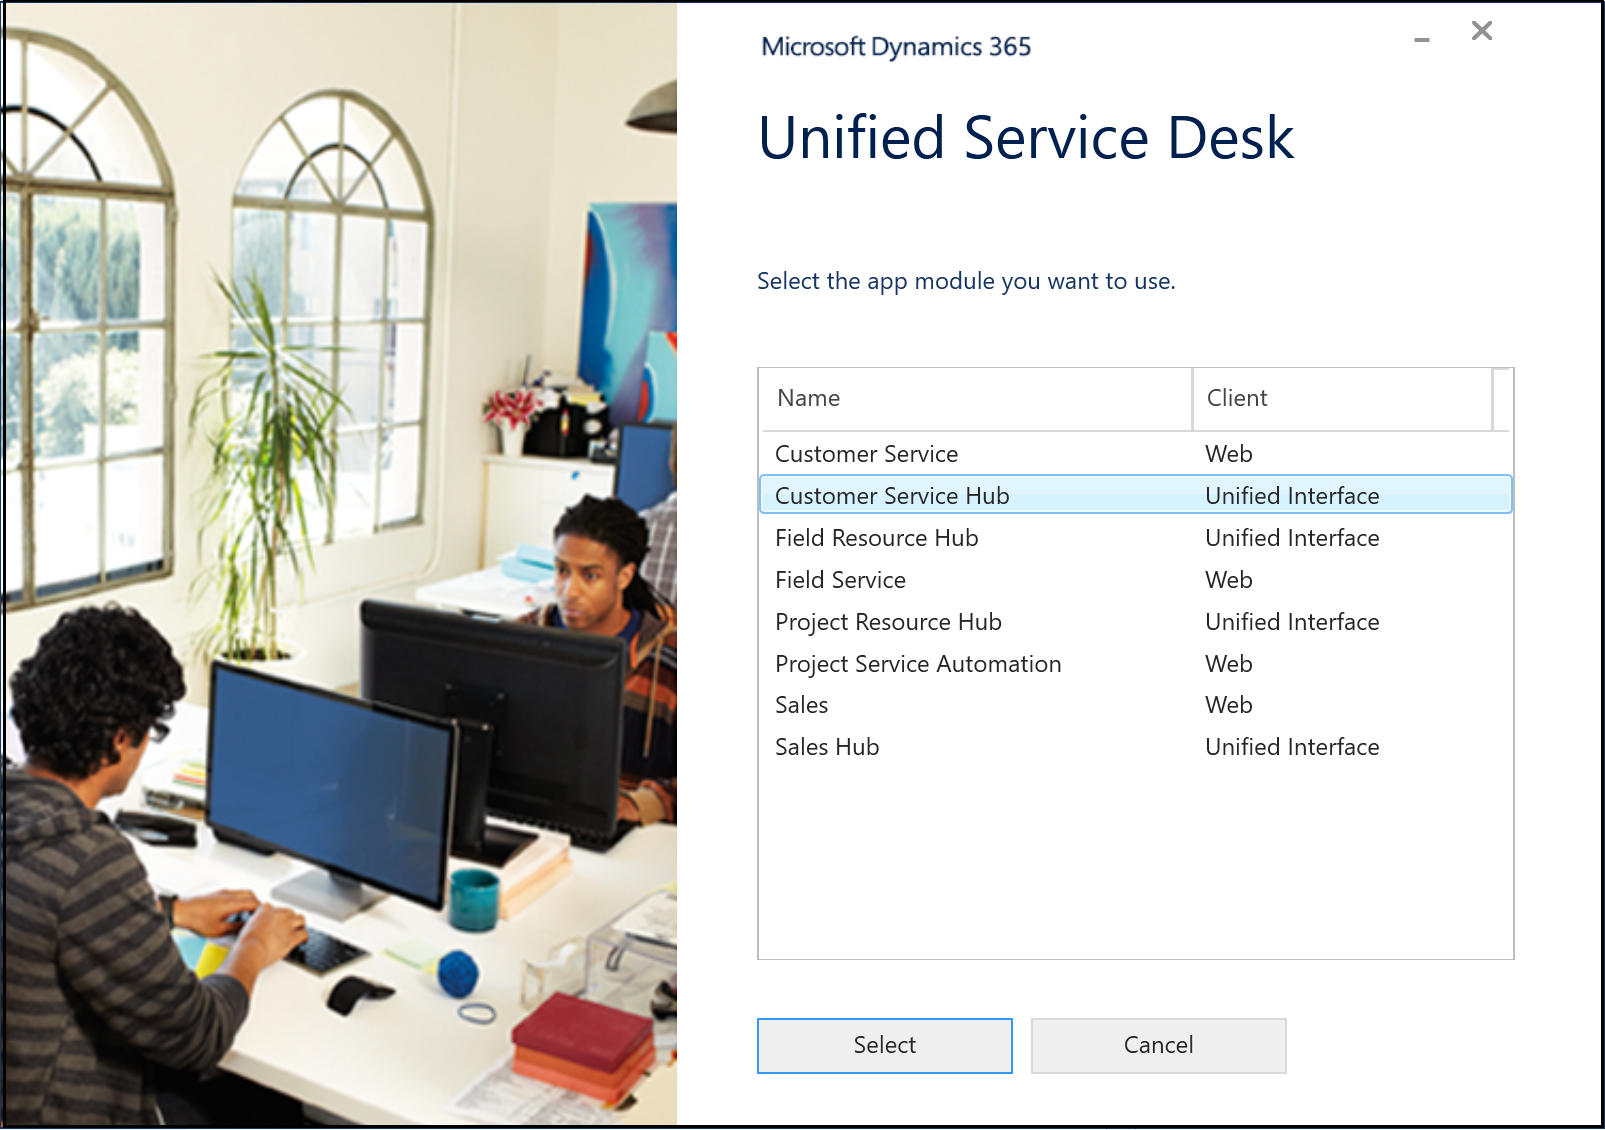 Microsoft Dynamics 365
Unified Service Desk
Select the app module you want to use.
Name Client
Customer Service Web
Customer Service Hub Unified Interface
Field Resource Hub Unified Interface
Field Service Web
Project Resource Hub Unified Interface
Project Service Automation Web
Sales Web
Sales Hub Unified Interface
Select Cancel